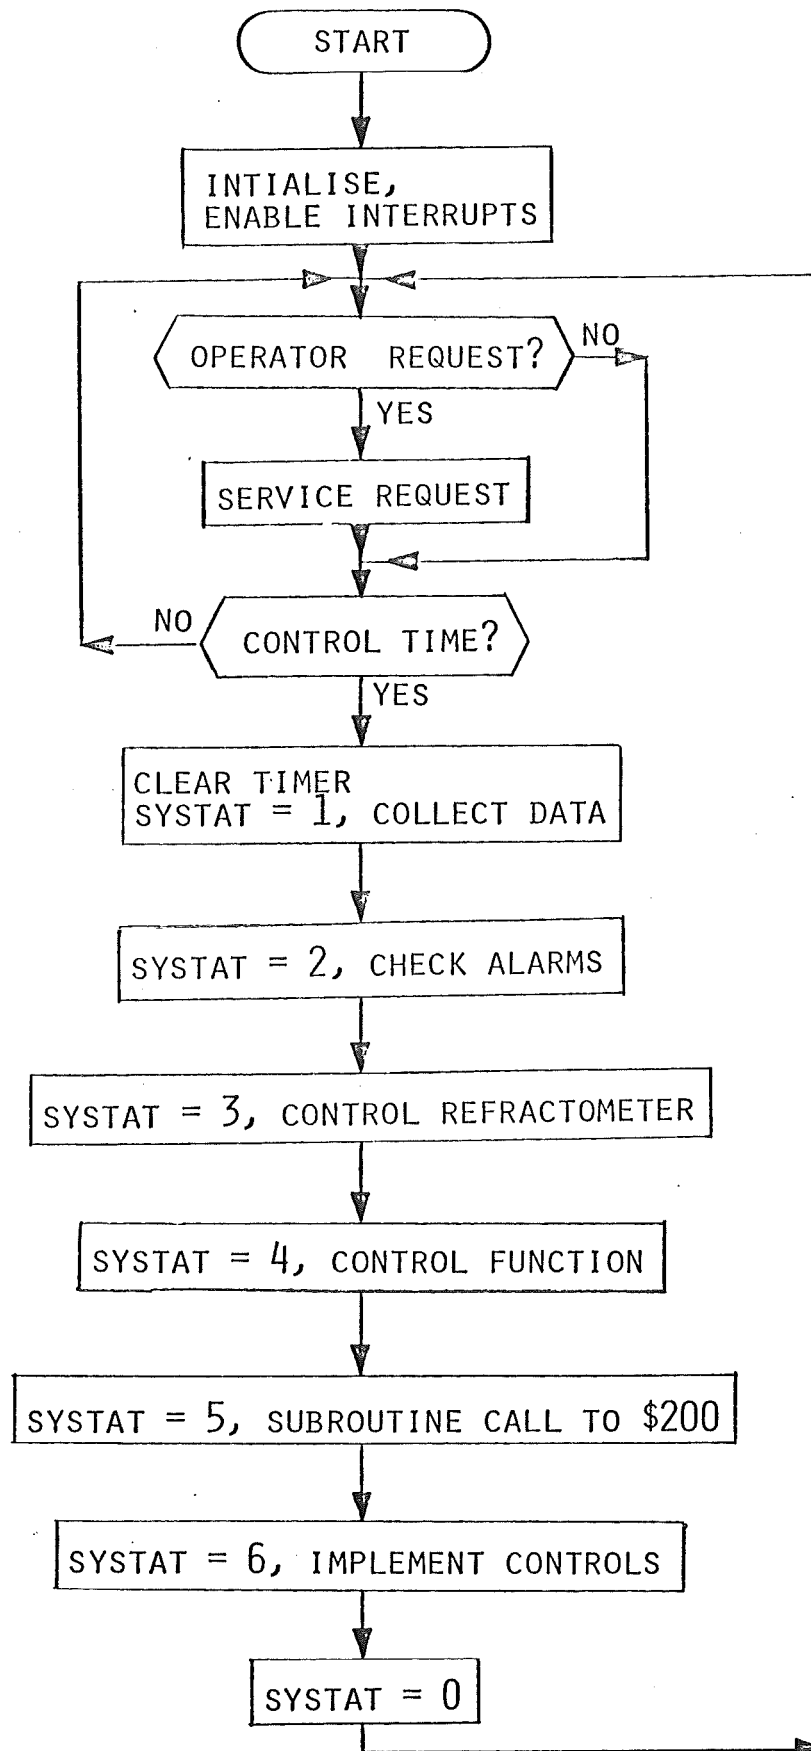 START
INTIALISE,
ENABLE INTERRUPTS
OPERATOR REQUEST?
NO
YES
SERVICE REQUEST
NO
CONTROL TIME?
YES
CLEAR TIMER
SYSTAT = 1, COLLECT DATA
SYSTAT = 2, CHECK ALARMS
SYSTAT = 3, CONTROL REFRACTOMETER
SYSTAT = 4, CONTROL FUNCTION
SYSTAT = 5, SUBROUTINE CALL TO $200
SYSTAT = 6, IMPLEMENT CONTROLS
SYSTAT = 0